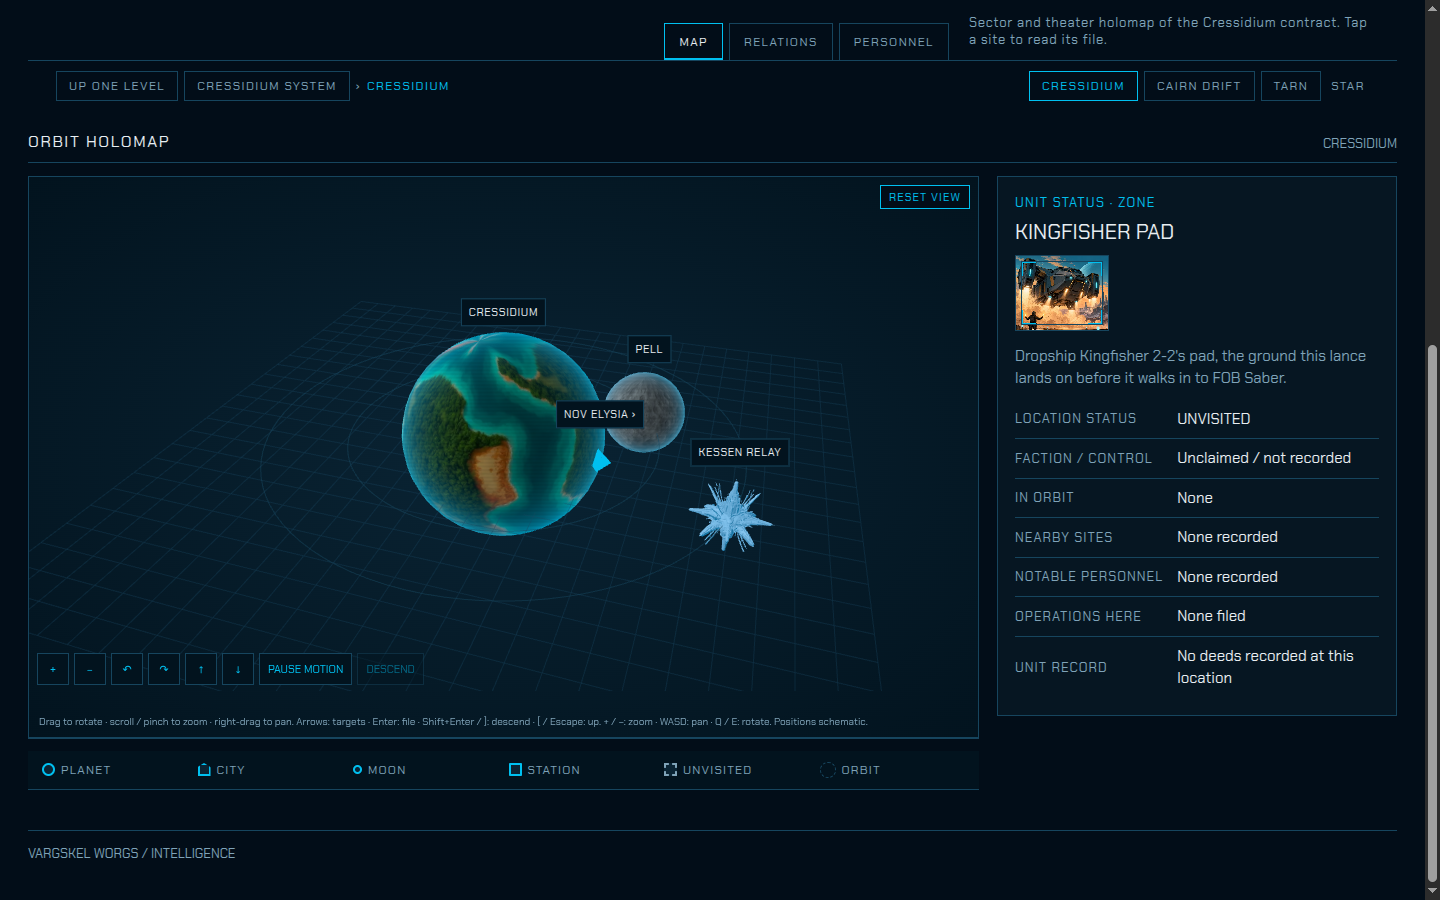 MAP
RELATIONS
PERSONNEL
Sector and theater holomap of the Cressidium contract. Tap
a site to read its file.
UP ONE LEVEL
CRESSIDIUM SYSTEM
› CRESSIDIUM
CRESSIDIUM
CAIRN DRIFT
TARN
STAR
ORBIT HOLOMAP
CRESSIDIUM
RESET VIEW
CRESSIDIUM
PELL
NOV ELYSIA ›
KESSEN RELAY
+
−
↶
↷
↑
↓
PAUSE MOTION
DESCEND
Drag to rotate · scroll / pinch to zoom · right-drag to pan. Arrows: targets · Enter: file · Shift+Enter / ]: descend · [ / Escape: up. + / −: zoom · WASD: pan · Q / E: rotate. Positions schematic.
PLANET
CITY
MOON
STATION
UNVISITED
ORBIT
UNIT STATUS · ZONE
KINGFISHER PAD
Dropship Kingfisher 2-2's pad, the ground this lance
lands on before it walks in to FOB Saber.
LOCATION STATUS UNVISITED
FACTION / CONTROL Unclaimed / not recorded
IN ORBIT None
NEARBY SITES None recorded
NOTABLE PERSONNEL None recorded
OPERATIONS HERE None filed
UNIT RECORD No deeds recorded at this
location
VARGSKEL WORGS / INTELLIGENCE